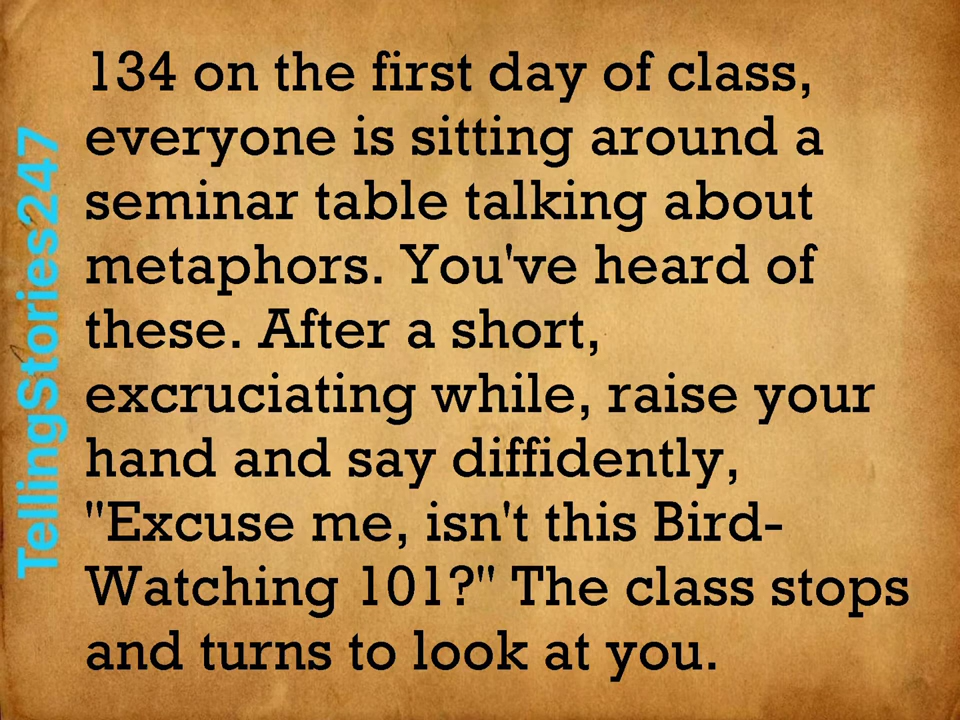 TellingStories247
134 on the first day of class,
everyone is sitting around a
seminar table talking about
metaphors. You've heard of
these. After a short,
excruciating while, raise your
hand and say diffidently,
"Excuse me, isn't this Bird-
Watching 101?" The class stops
and turns to look at you.